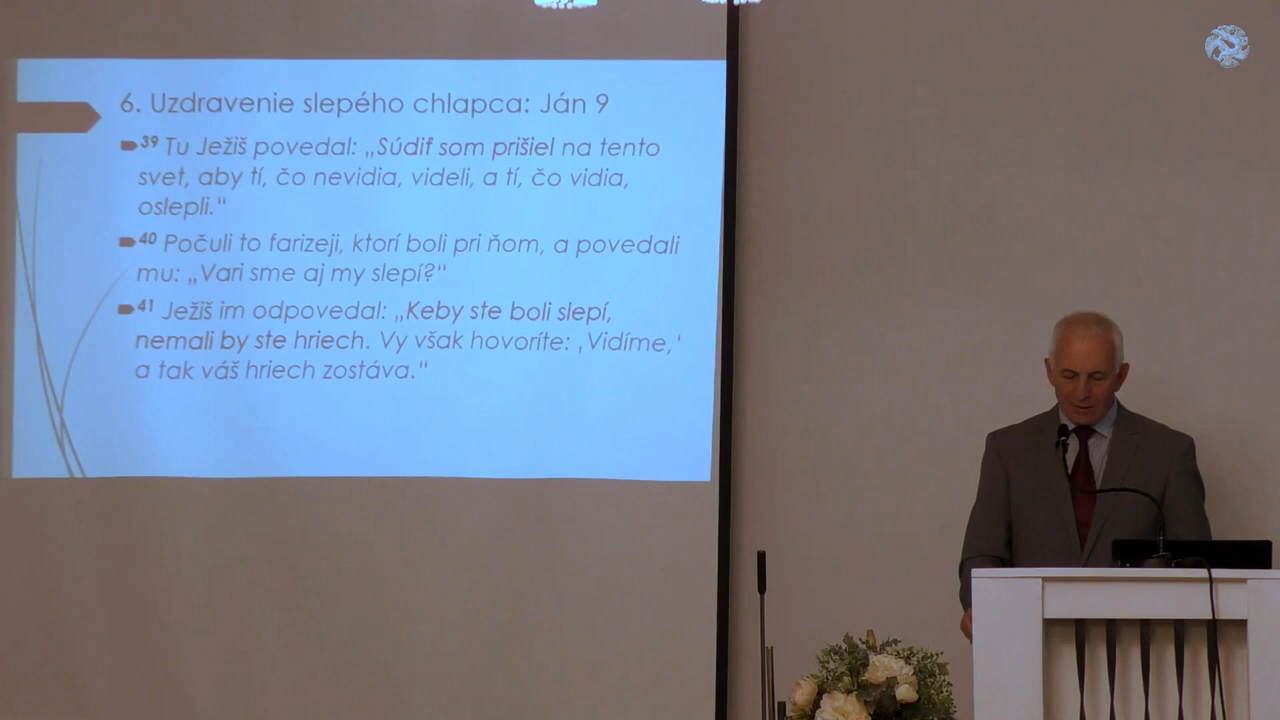 6. Uzdravenie slepého chlapca: Ján 9
39 Tu Ježiš povedal: „Súdiť som prišiel na tento
svet, aby tí, čo nevidia, videli, a tí, čo vidia,
oslepli.“
40 Počuli to farizeji, ktorí boli pri ňom, a povedali
mu: „Vari sme aj my slepí?“
41 Ježiš im odpovedal: „Keby ste boli slepí,
nemali by ste hriech. Vy však hovoríte: ‚Vidíme,‘
a tak váš hriech zostáva.“